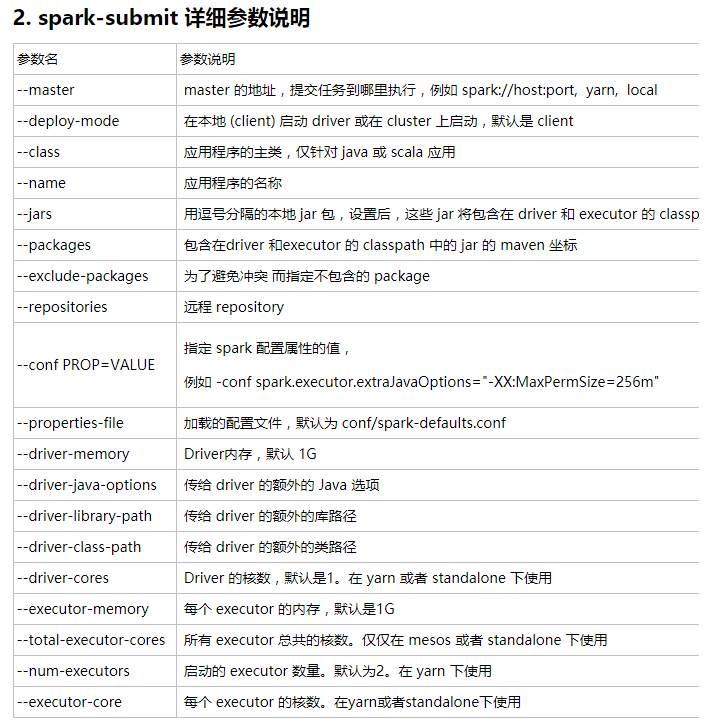 2. spark-submit 详细参数说明
参数名 参数说明
--master master 的地址，提交任务到哪里执行，例如 spark://host:port, yarn, local
--deploy-mode 在本地 (client) 启动 driver 或在 cluster 上启动，默认是 client
--class 应用程序的主类，仅针对 java 或 scala 应用
--name 应用程序的名称
--jars 用逗号分隔的本地 jar 包，设置后，这些 jar 将包含在 driver 和 executor 的 classp
--packages 包含在driver 和executor 的 classpath 中的 jar 的 maven 坐标
--exclude-packages 为了避免冲突 而指定不包含的 package
--repositories 远程 repository
--conf PROP=VALUE 指定 spark 配置属性的值，
例如 -conf spark.executor.extraJavaOptions="-XX:MaxPermSize=256m"
--properties-file 加载的配置文件，默认为 conf/spark-defaults.conf
--driver-memory Driver内存，默认 1G
--driver-java-options 传给 driver 的额外的 Java 选项
--driver-library-path 传给 driver 的额外的库路径
--driver-class-path 传给 driver 的额外的类路径
--driver-cores Driver 的核数，默认是1。在 yarn 或者 standalone 下使用
--executor-memory 每个 executor 的内存，默认是1G
--total-executor-cores 所有 executor 总共的核数。仅仅在 mesos 或者 standalone 下使用
--num-executors 启动的 executor 数量。默认为2。在 yarn 下使用
--executor-core 每个 executor 的核数。在yarn或者standalone下使用